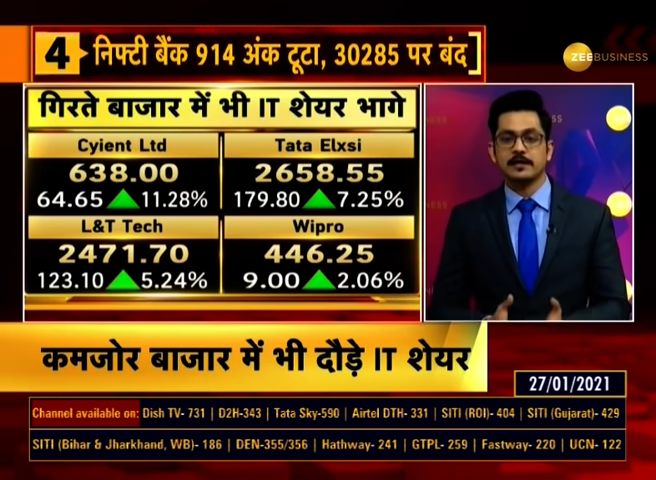 4 निफ्टी बैंक 914 अंक टूटा, 30285 पर बंद
ZEEBUSINESS
गिरते बाजार में भी IT शेयर भागे
Cyient Ltd
638.00
64.65 11.28%
Tata Elxsi
2658.55
179.80 7.25%
L&T Tech
2471.70
123.10 5.24%
Wipro
446.25
9.00 2.06%
कमजोर बाजार में भी दौड़े IT शेयर
27/01/2021
Channel available on: Dish TV- 731 | D2H-343 | Tata Sky-590 | Airtel DTH- 331 | SITI (ROI)- 404 | SITI (Gujarat)- 429
SITI (Bihar & Jharkhand, WB)- 186 | DEN-355/356 | Hathway- 241 | GTPL- 259 | Fastway- 220 | UCN- 122